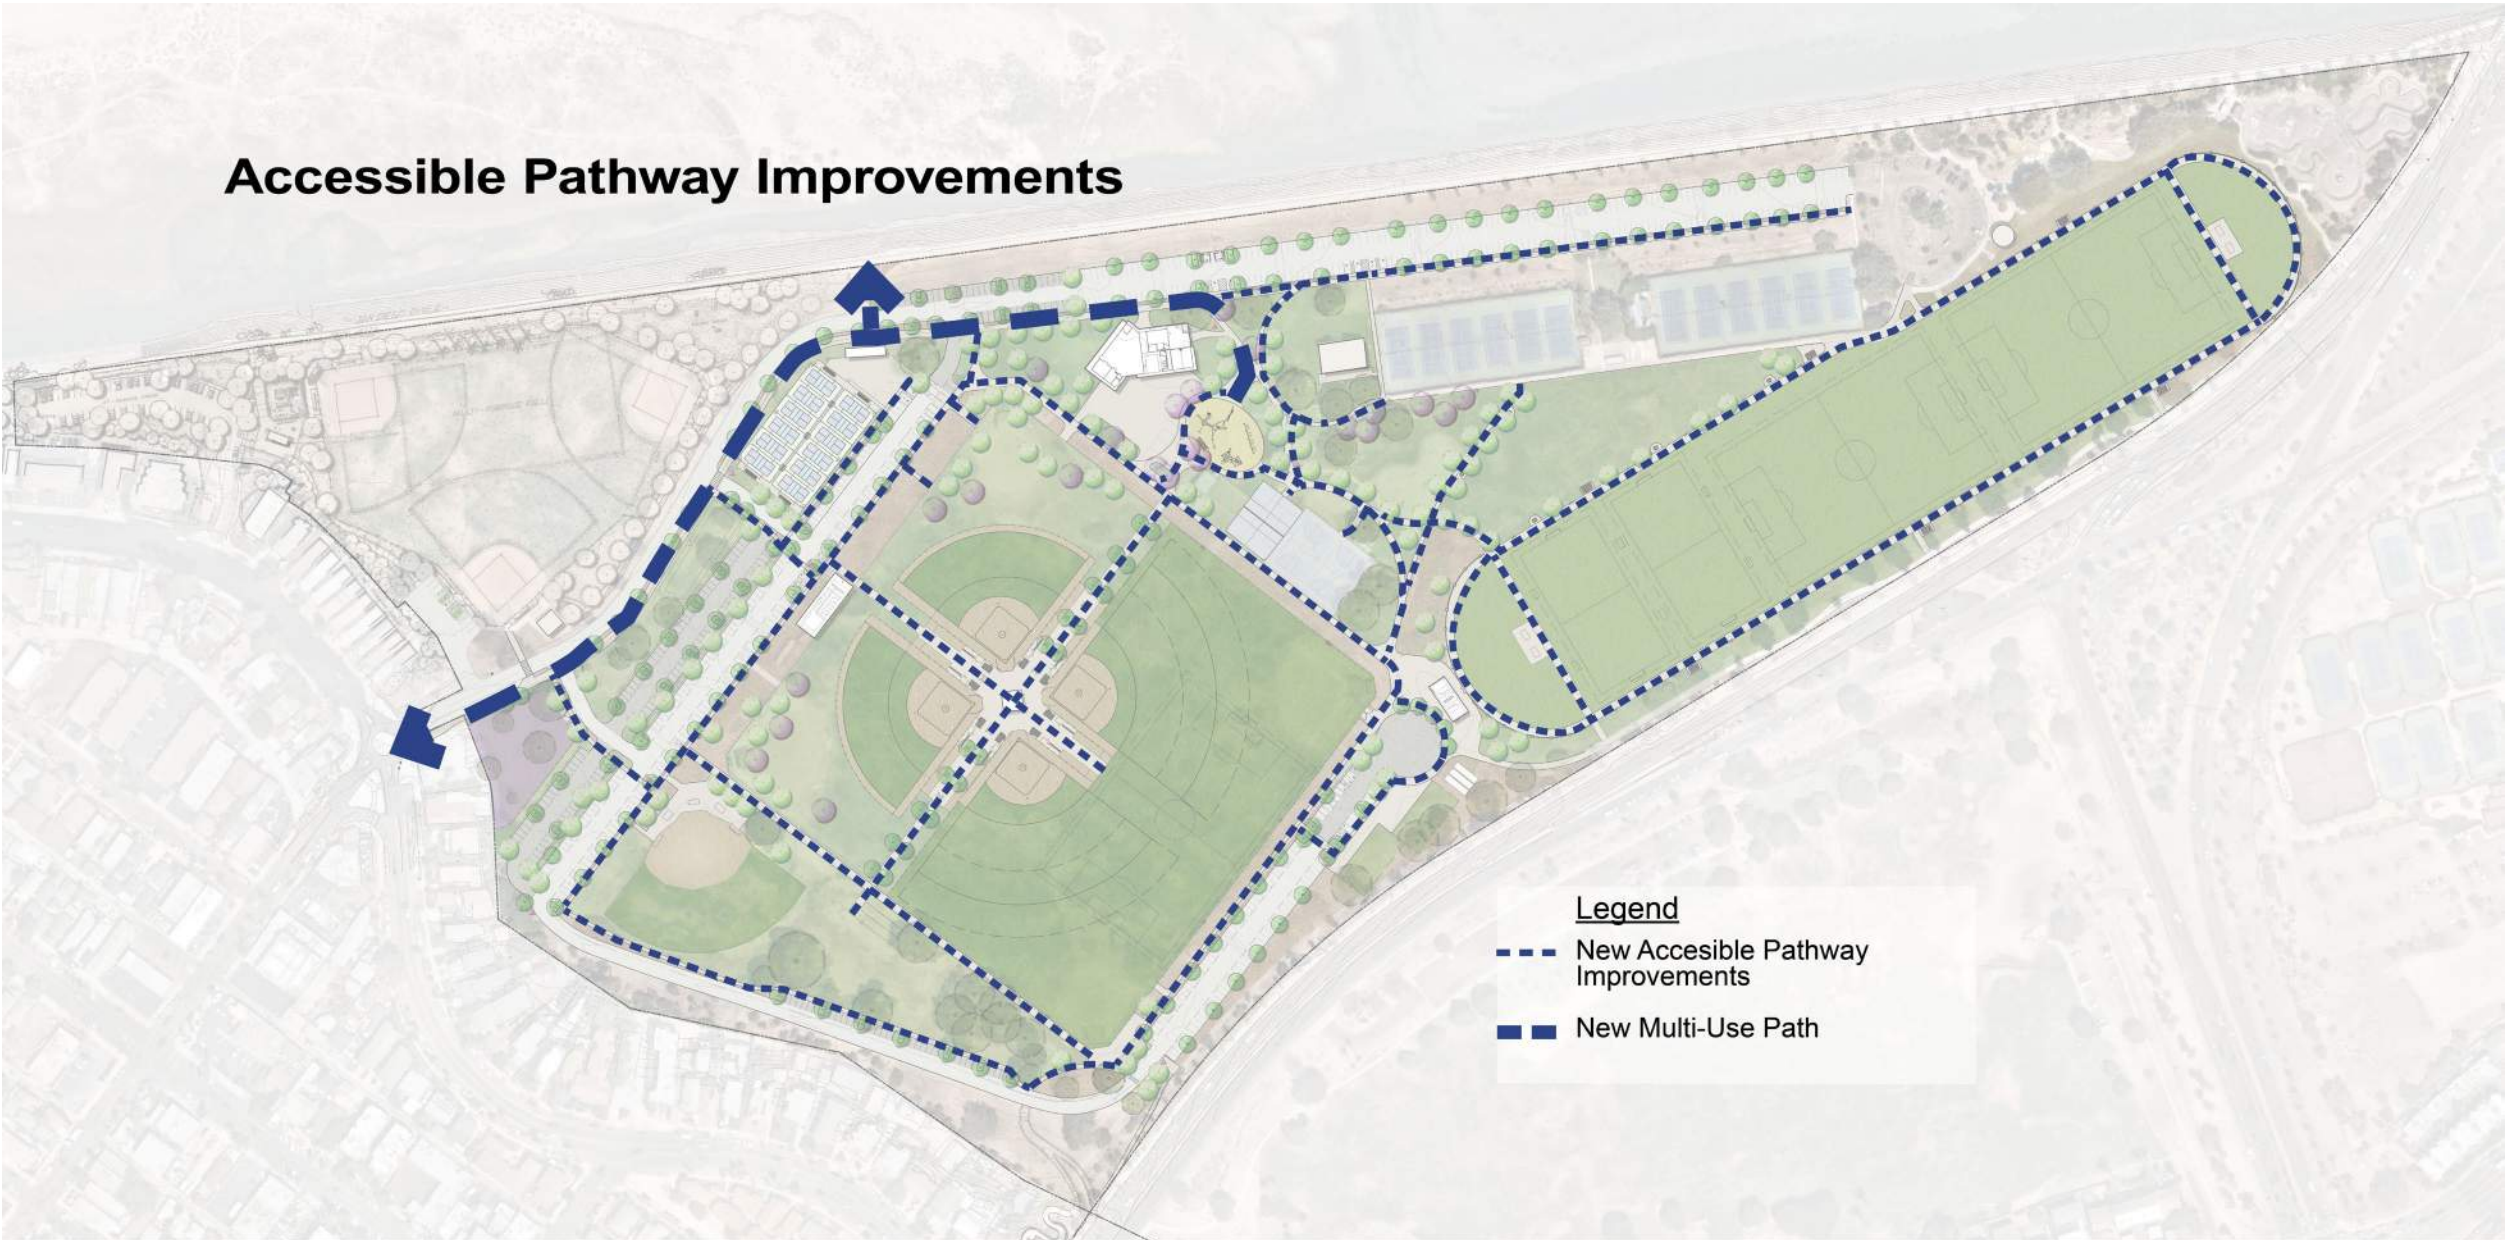 Accessible Pathway Improvements
Legend
New Accesible Pathway
Improvements
New Multi-Use Path